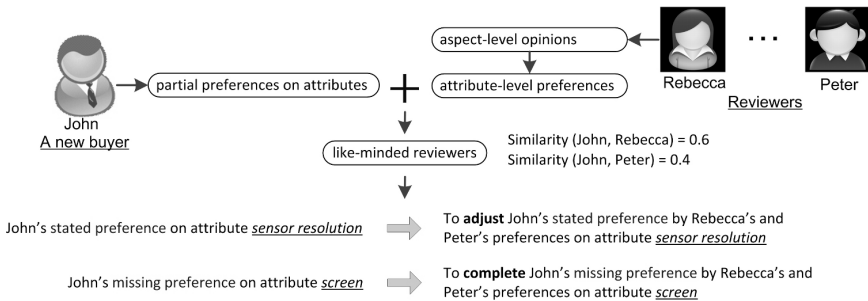 aspect-level opinions
partial preferences on attributes
+
attribute-level preferences
...
Rebecca
Peter
Reviewers
John
A new buyer
like-minded reviewers
Similarity (John, Rebecca) = 0.6
Similarity (John, Peter) = 0.4
John's stated preference on attribute sensor resolution
To adjust John's stated preference by Rebecca's and
Peter's preferences on attribute sensor resolution
John's missing preference on attribute screen
To complete John's missing preference by Rebecca's and
Peter's preferences on attribute screen